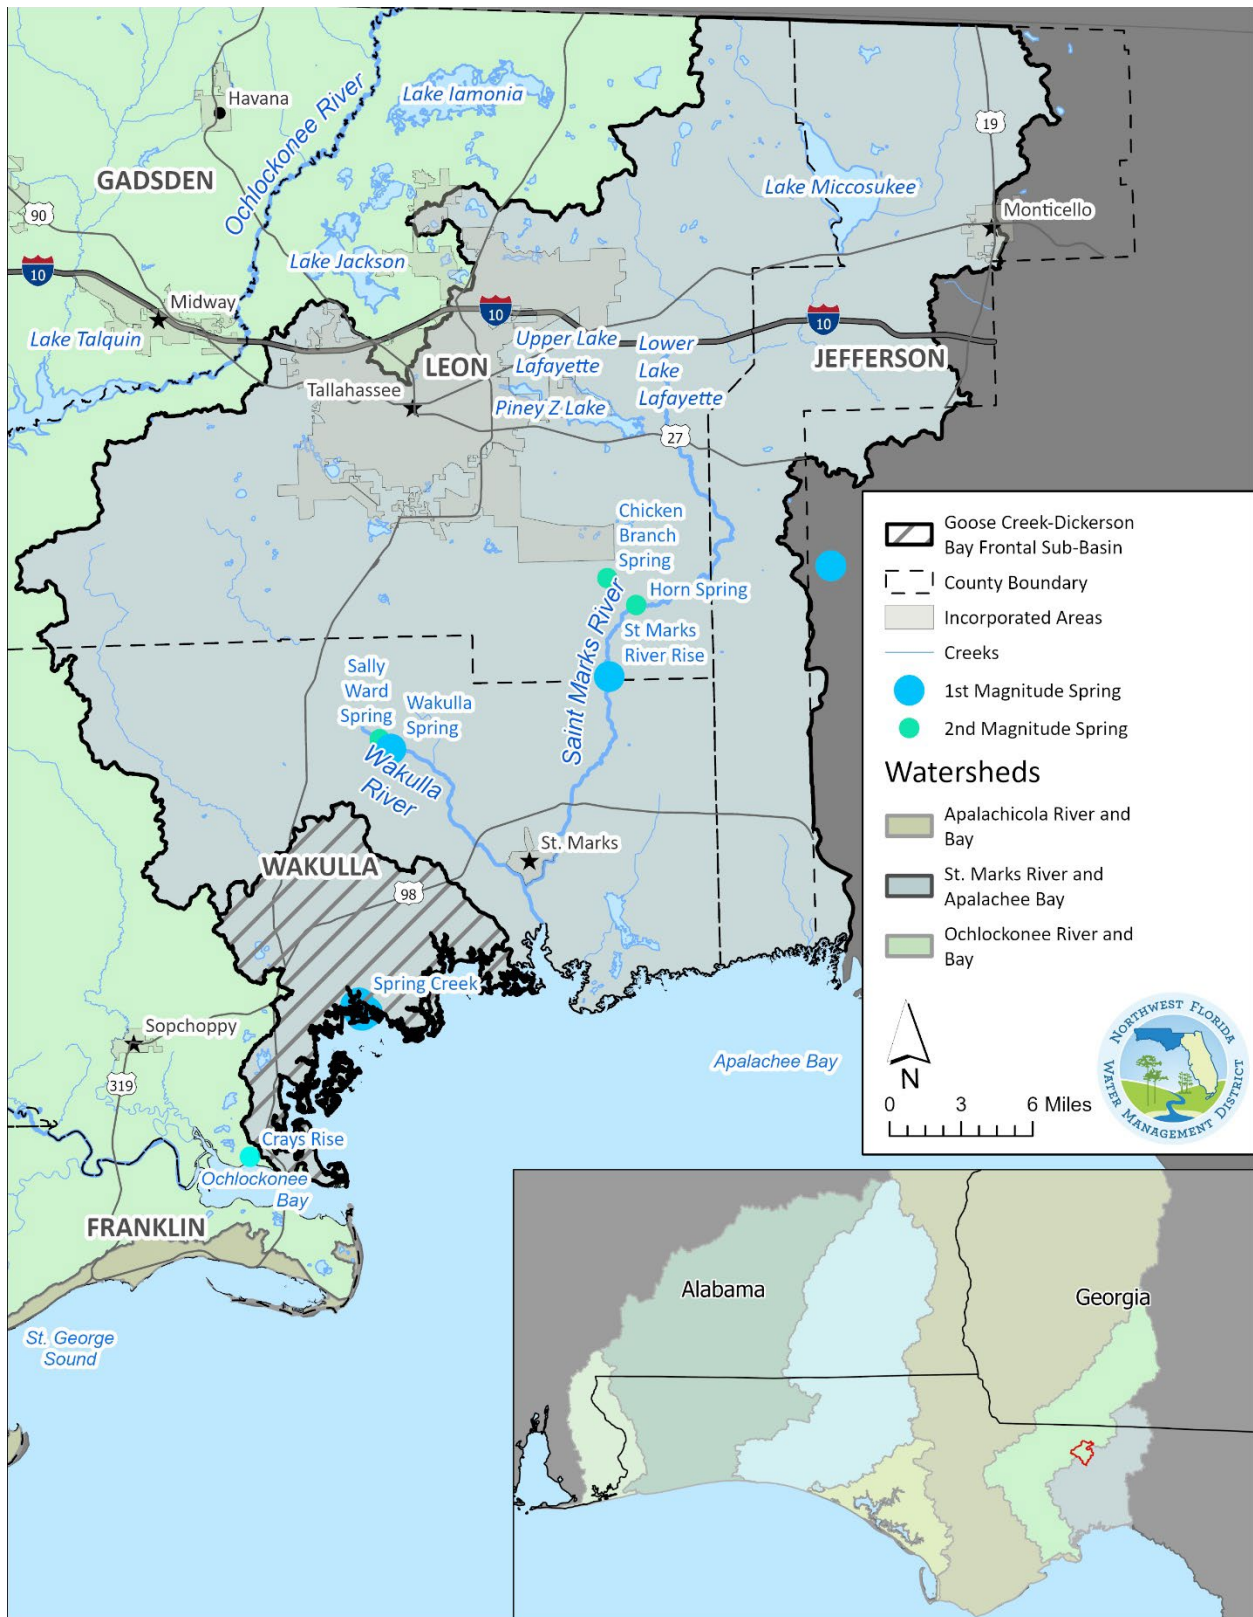 Havana
Ochlockonee River
Lake Iamonia
GADSDEN
19
Lake Miccosukee
90
Monticello
Lake Jackson
10
Midway
10
10
Lake Talquin
Upper Lake
Lafayette
Lower
Lake
Lafayette
JEFFERSON
LEON
Tallahassee
Piney Z Lake
27
Chicken
Branch
Spring
Horn Spring
Saint Marks River
St Marks
River Rise
Sally
Ward
Spring
Wakulla
Spring
Wakulla
River
St. Marks
WAKULLA
98
Spring Creek
Sopchoppy
319
Apalachee Bay
Crays Rise
Ochlockonee
Bay
FRANKLIN
St. George
Sound
Goose Creek-Dickerson
Bay Frontal Sub-Basin
County Boundary
Incorporated Areas
Creeks
1st Magnitude Spring
2nd Magnitude Spring
Watersheds
Apalachicola River and
Bay
St. Marks River and
Apalachee Bay
Ochlockonee River and
Bay
N
0 3 6 Miles
NORTHWEST FLORIDA
WATER MANAGEMENT DISTRICT
Alabama
Georgia